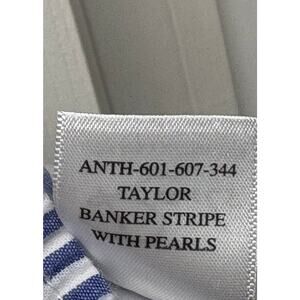 ANTH-601-607-344
TAYLOR
BANKER STRIPE
WITH PEARLS